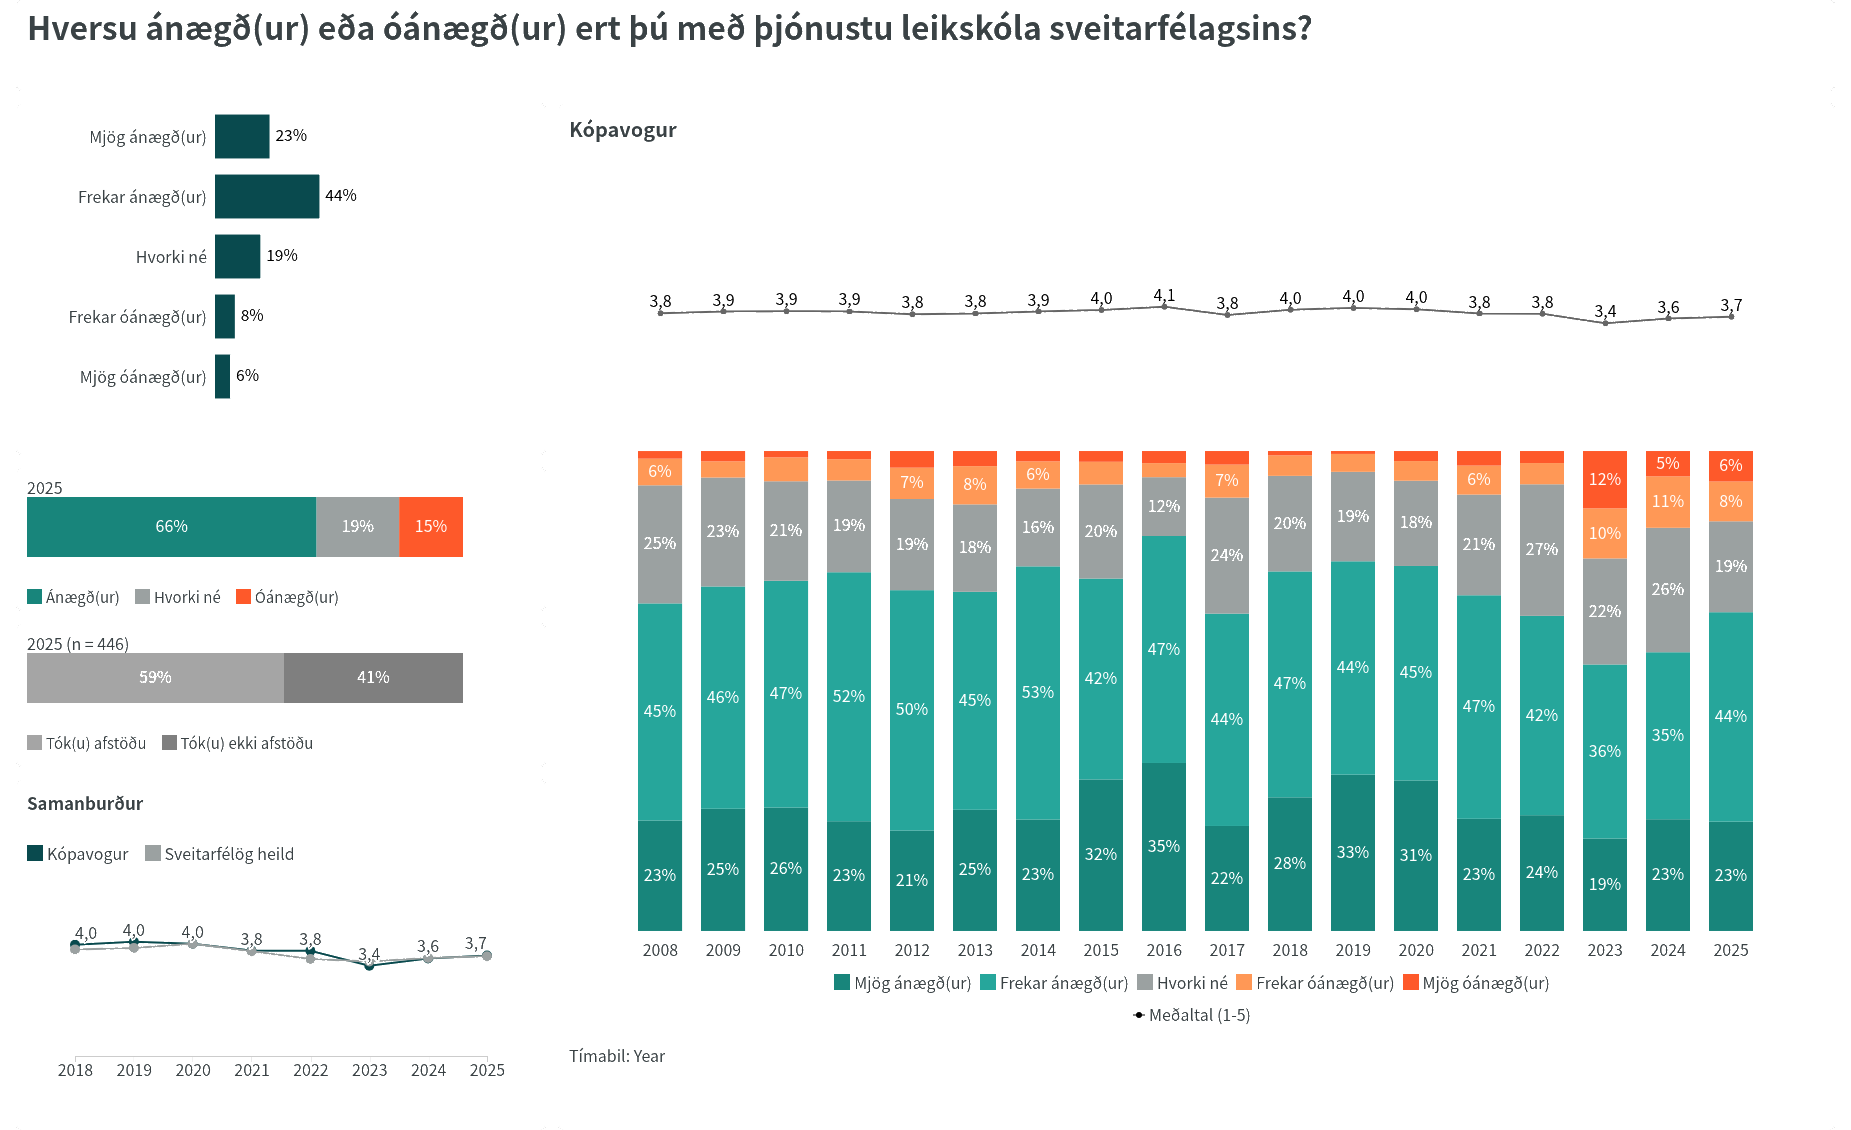 Hversu ánægð(ur) eða óánægð(ur) ert þú með þjónustu leikskóla sveitarfélagsins?
Mjög ánægð(ur) 23%
Frekar ánægð(ur) 44%
Hvorki né 19%
Frekar óánægð(ur) 8%
Mjög óánægð(ur) 6%
2025
66% 19% 15%
Ánægð(ur) Hvorki né Óánægð(ur)
2025 (n = 446)
59% 41%
Tók(u) afstöðu Tók(u) ekki afstöðu
Samanburður
Kópavogur Sveitarfélög heild
4,0 4,0 4,0 3,8 3,8 3,4 3,6 3,7
2018 2019 2020 2021 2022 2023 2024 2025
Kópavogur
3,8 3,9 3,9 3,9 3,8 3,8 3,9 4,0 4,1 3,8 4,0 4,0 4,0 3,8 3,8 3,4 3,6 3,7
12% 5% 6%
6% 7% 8% 6% 7% 6% 10% 11% 8%
25% 23% 21% 19% 19% 18% 16% 20% 12% 24% 20% 19% 18% 21% 27% 22% 26% 19%
45% 46% 47% 52% 50% 45% 53% 42% 47% 44% 47% 44% 45% 47% 42% 36% 35% 44%
23% 25% 26% 23% 21% 25% 23% 32% 35% 22% 28% 33% 31% 23% 24% 19% 23% 23%
2008 2009 2010 2011 2012 2013 2014 2015 2016 2017 2018 2019 2020 2021 2022 2023 2024 2025
Mjög ánægð(ur) Frekar ánægð(ur) Hvorki né Frekar óánægð(ur) Mjög óánægð(ur)
Meðaltal (1-5)
Tímabil: Year